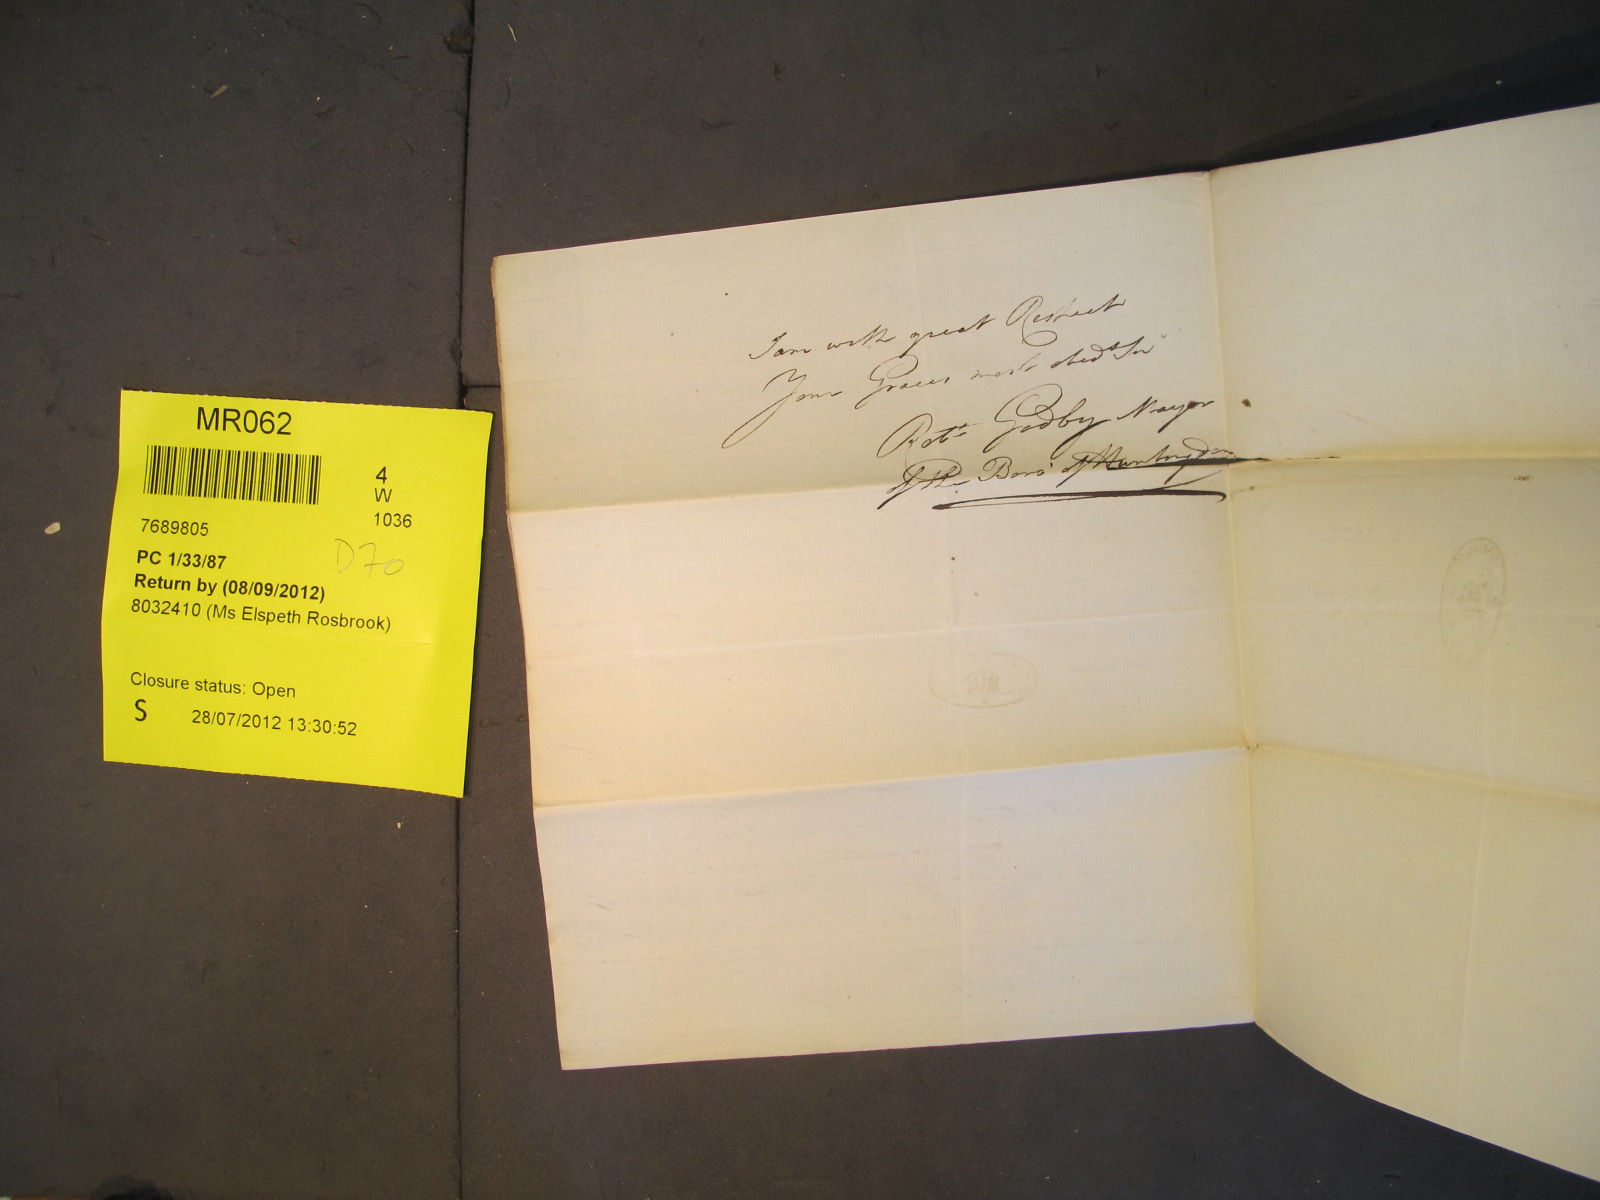 MR062
4
W
1036
7689805
D70
PC 1/33/87
Return by (08/09/2012)
8032410 (Ms Elspeth Rosbrook)
Closure status: Open
S 28/07/2012 13:30:52
I am with great Respect
Your Graces most obedt Sert
Robt Godby Mayor
of the Boro' of Huntingdon